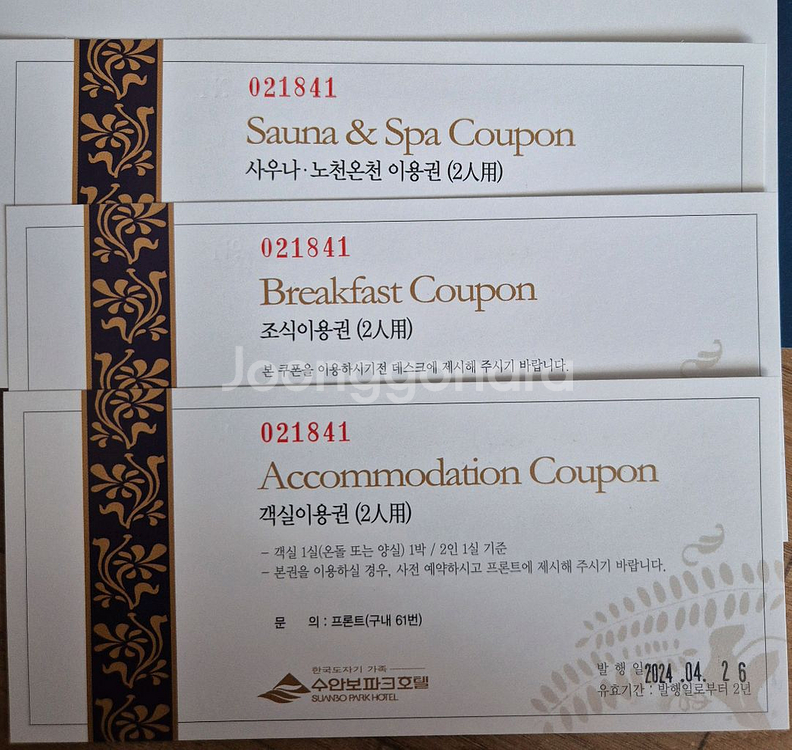 021841
Sauna & Spa Coupon
사우나·노천온천 이용권 (2人用)
021841
Breakfast Coupon
조식이용권 (2人用)
본 쿠폰을 이용하시기전 데스크에 제시해 주시기 바랍니다.
Joonggonara
021841
Accommodation Coupon
객실이용권 (2人用)
- 객실 1실(온돌 또는 양실) 1박 / 2인 1실 기준
- 본권을 이용하실 경우, 사전 예약하시고 프론트에 제시해 주시기 바랍니다.
문 의 : 프론트(구내 61번)
한국도자기 가족
수안보파크호텔
SUANBO PARK HOTEL
발 행 일 2024 .04. 2 6
유효기간 : 발행일로부터 2년